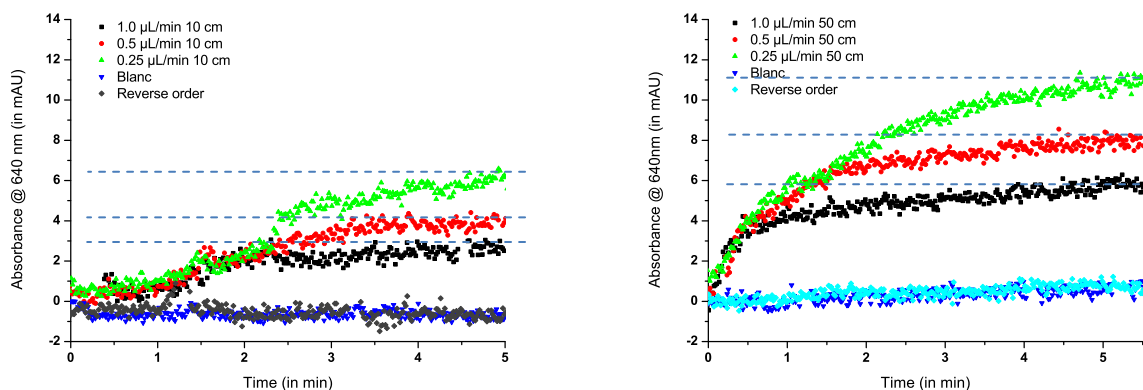 14
12
10
8
6
4
2
0
-2
Absorbance @ 640 nm (in mAU)
1.0 µL/min 10 cm
0.5 µL/min 10 cm
0.25 µL/min 10 cm
Blanc
Reverse order
0 1 2 3 4 5
Time (in min)
14
12
10
8
6
4
2
0
-2
Absorbance @ 640nm (in mAU)
1.0 µL/min 50 cm
0.5 µL/min 50 cm
0.25 µL/min 50 cm
Blanc
Reverse order
0 1 2 3 4 5
Time (in min)